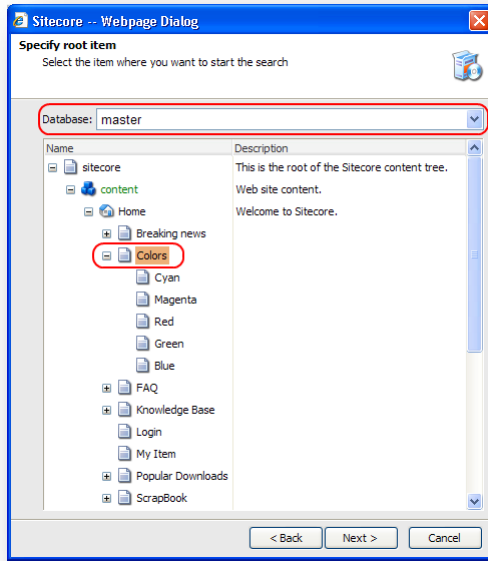 Sitecore -- Webpage Dialog
Specify root item
Select the item where you want to start the search
Database: master
Name Description
sitecore This is the root of the Sitecore content tree.
content Web site content.
Home Welcome to Sitecore.
Breaking news
Colors
Cyan
Magenta
Red
Green
Blue
FAQ
Knowledge Base
Login
My Item
Popular Downloads
ScrapBook
< Back Next > Cancel